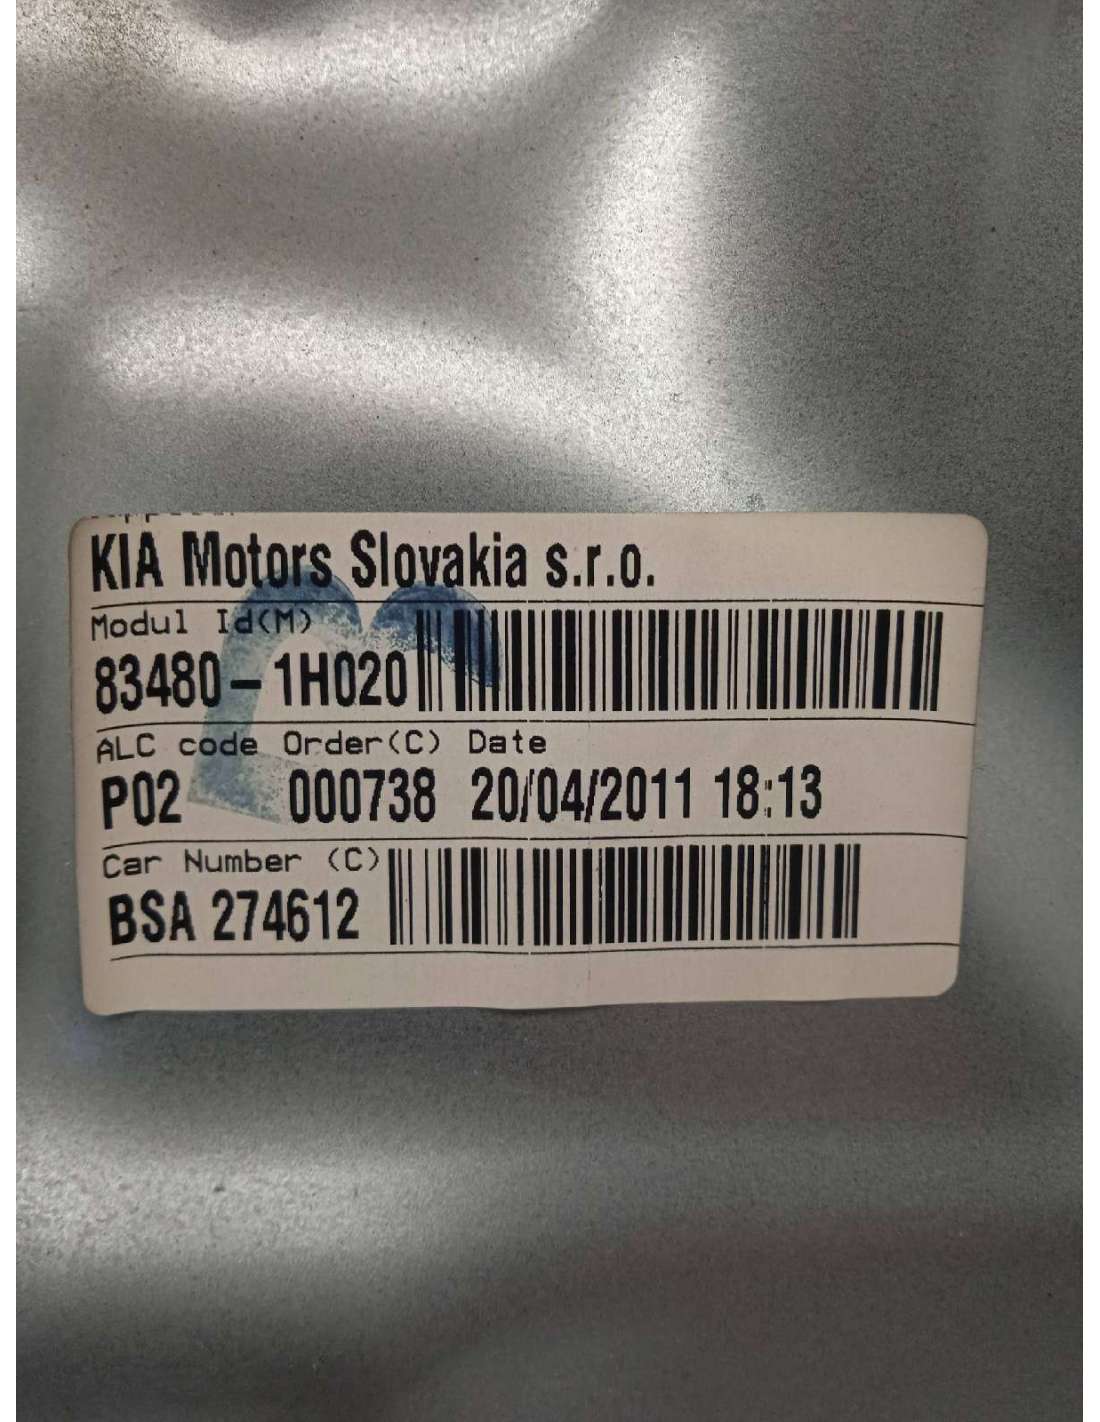 KIA Motors Slovakia s.r.o.
Modul Id(M)
83480-1H020
ALC code Order(C) Date
P02 000738 20/04/2011 18:13
Car Number (C)
BSA 274612